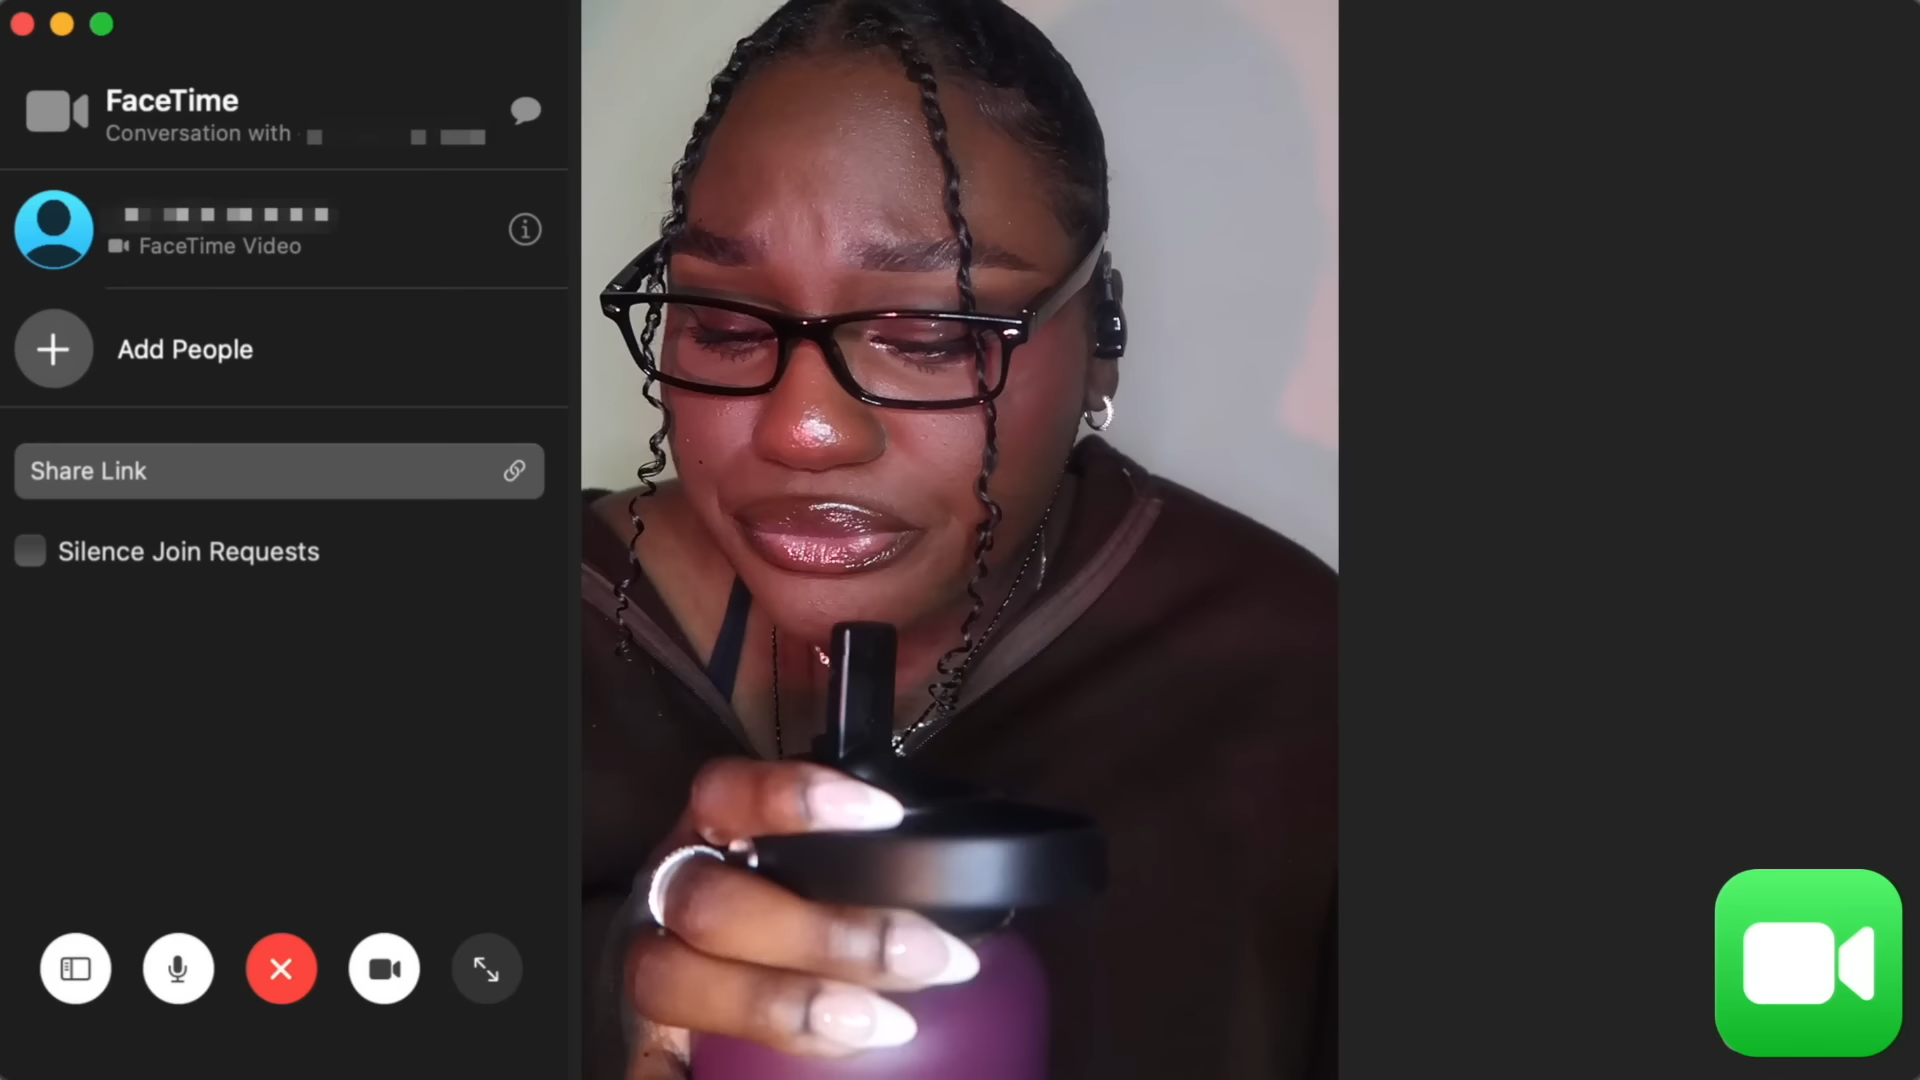 FaceTime
Conversation with
FaceTime Video
Add People
Share Link
Silence Join Requests